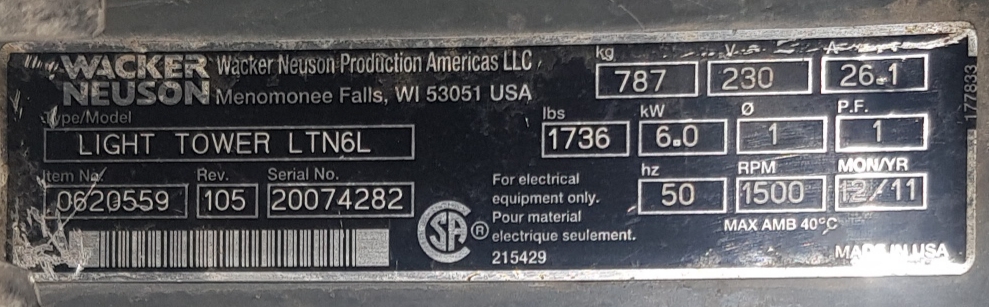 WACKER NEUSON
Wacker Neuson Production Americas LLC
Menomonee Falls, WI 53051 USA
Type/Model
LIGHT TOWER LTN6L
Item No.
0620559
Rev.
105
Serial No.
20074282
kg
787
V
230
A
26.1
lbs
1736
kW
6.0
Ø
1
P.F.
1
hz
50
RPM
1500
MON/YR
12/11
MAX AMB 40°C
For electrical
equipment only.
Pour material
electrique seulement.
215429
SA®
MADE IN USA
177833